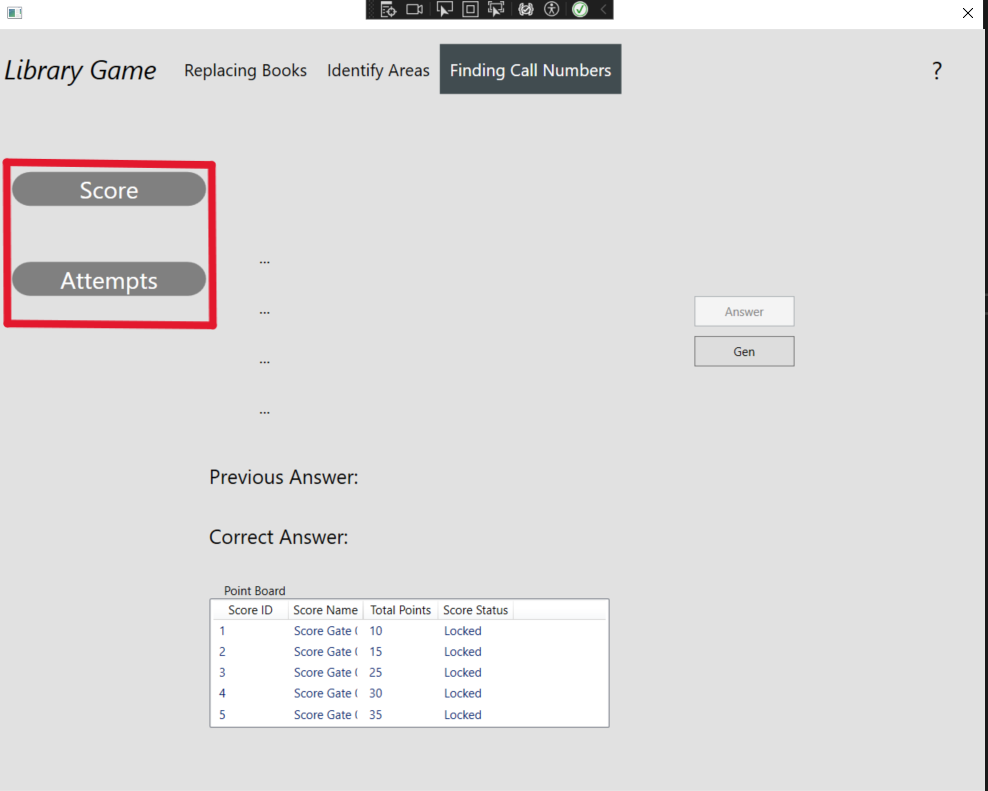 Library Game Replacing Books Identify Areas Finding Call Numbers ?
Score
Attempts
...
...
...
...
Answer
Gen
Previous Answer:
Correct Answer:
Point Board
Score ID Score Name Total Points Score Status
1 Score Gate ( 10 Locked
2 Score Gate ( 15 Locked
3 Score Gate ( 25 Locked
4 Score Gate ( 30 Locked
5 Score Gate ( 35 Locked